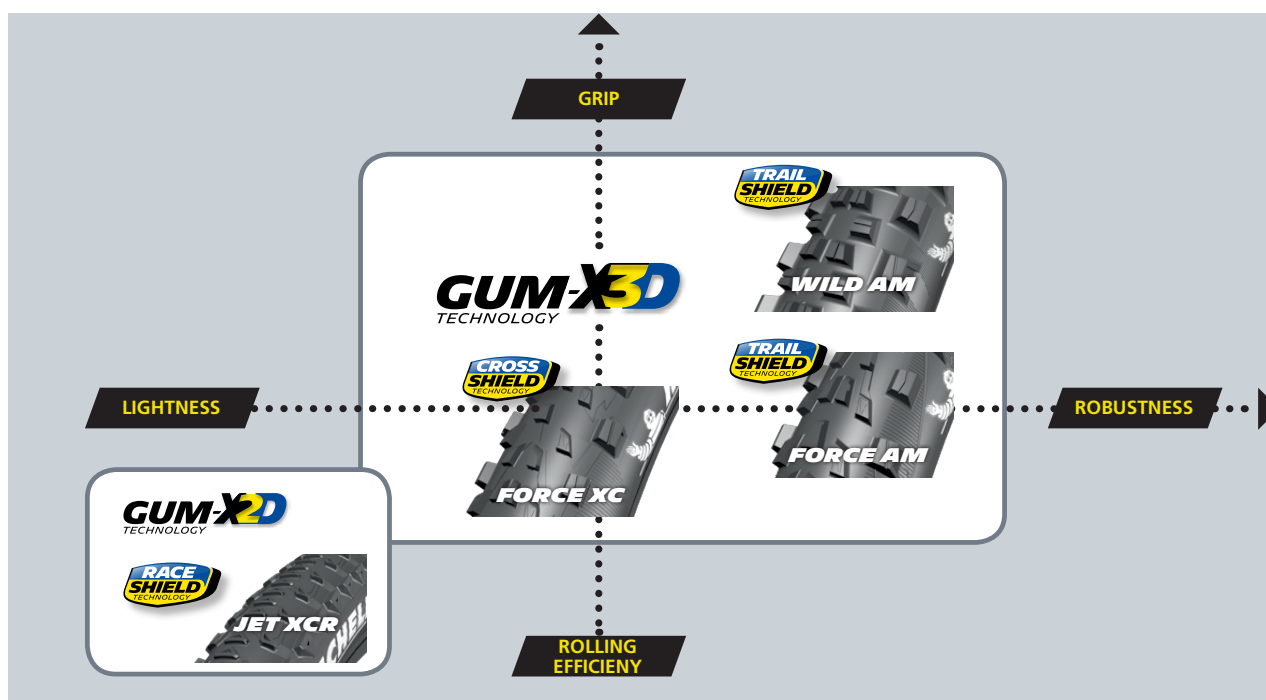 GRIP
TRAIL
SHIELD
TECHNOLOGY
WILD AM
GUM-X3D
TECHNOLOGY
CROSS
SHIELD
TECHNOLOGY
TRAIL
SHIELD
TECHNOLOGY
LIGHTNESS
ROBUSTNESS
FORCE AM
FORCE XC
GUM-X2D
TECHNOLOGY
RACE
SHIELD
TECHNOLOGY
JET XCR
ROLLING
EFFICIENY